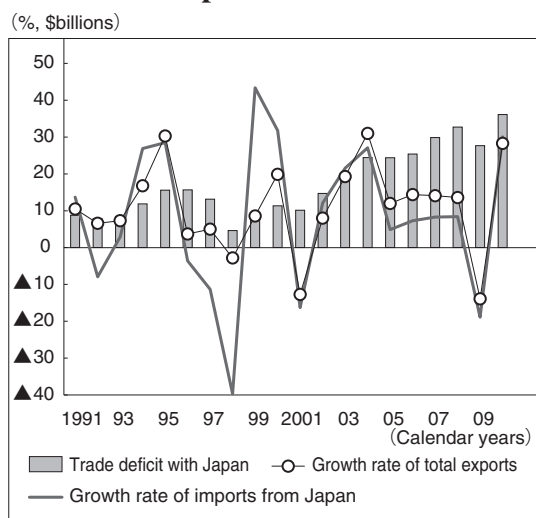 (%, $billions)
50
40
30
20
10
0
▲ 10
▲ 20
▲ 30
▲ 40
1991 93 95 97 99 2001 03 05 07 09
(Calendar years)
Trade deficit with Japan Growth rate of total exports
Growth rate of imports from Japan